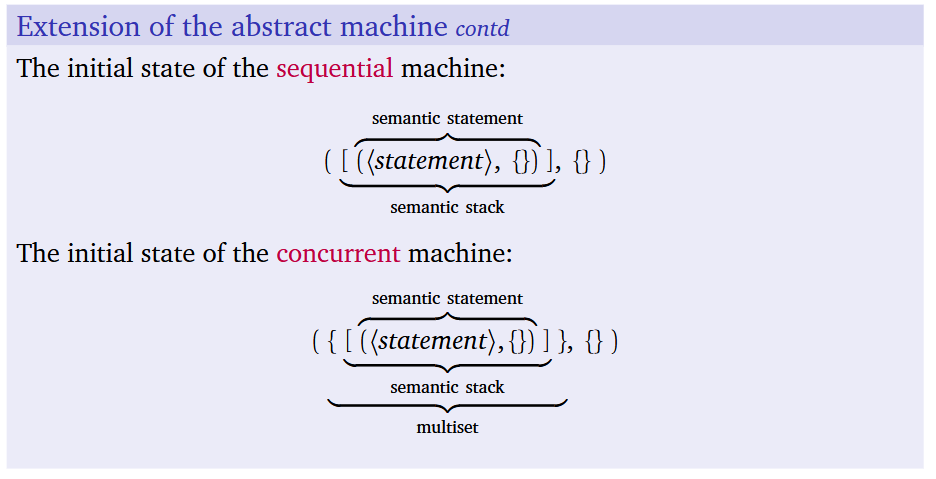 Extension of the abstract machine contd
The initial state of the sequential machine:
semantic statement
( [ (⟨statement⟩, {}) ], {} )
semantic stack
The initial state of the concurrent machine:
semantic statement
( { [ (⟨statement⟩,{}) ] }, {} )
semantic stack
multiset